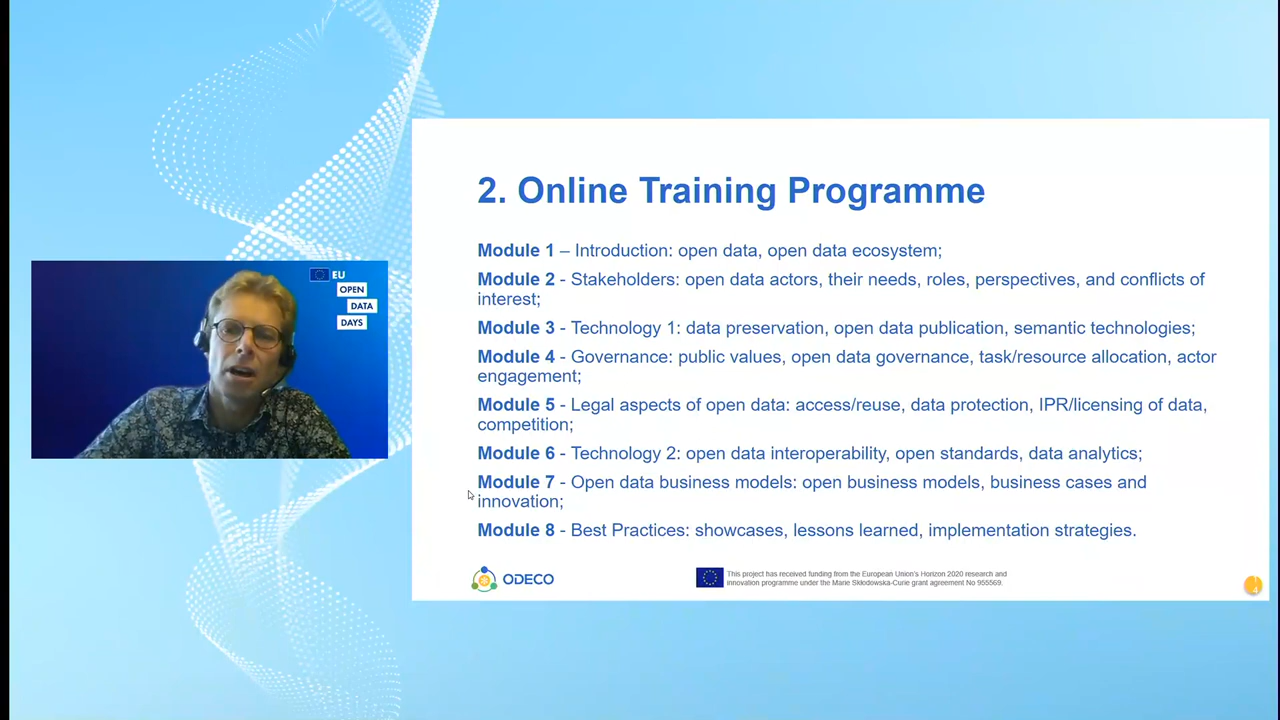 EU
OPEN
DATA
DAYS
2. Online Training Programme
Module 1 – Introduction: open data, open data ecosystem;
Module 2 - Stakeholders: open data actors, their needs, roles, perspectives, and conflicts of
interest;
Module 3 - Technology 1: data preservation, open data publication, semantic technologies;
Module 4 - Governance: public values, open data governance, task/resource allocation, actor
engagement;
Module 5 - Legal aspects of open data: access/reuse, data protection, IPR/licensing of data,
competition;
Module 6 - Technology 2: open data interoperability, open standards, data analytics;
Module 7 - Open data business models: open business models, business cases and
innovation;
Module 8 - Best Practices: showcases, lessons learned, implementation strategies.
ODECO
This project has received funding from the European Union's Horizon 2020 research and
innovation programme under the Marie Skłodowska-Curie grant agreement No 955569.